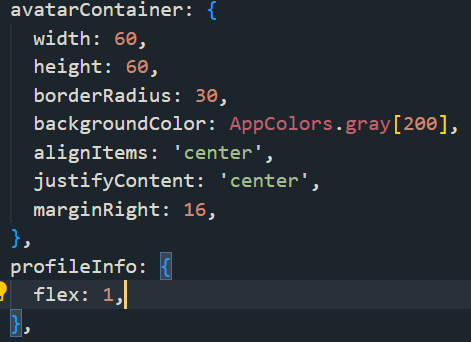 avatarContainer: {
width: 60,
height: 60,
borderRadius: 30,
backgroundColor: AppColors.gray[200],
alignItems: 'center',
justifyContent: 'center',
marginRight: 16,
},
profileInfo: {
flex: 1,
},